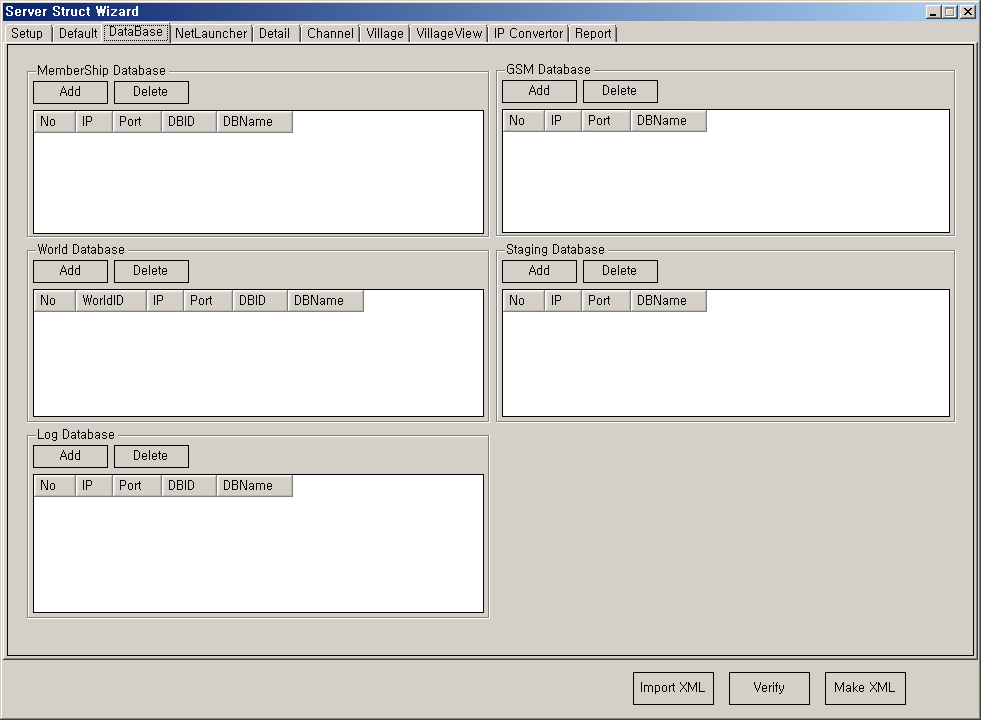 Server Struct Wizard
Setup Default DataBase NetLauncher Detail Channel Village VillageView IP Convertor Report
MemberShip Database
Add Delete
No IP Port DBID DBName
GSM Database
Add Delete
No IP Port DBName
World Database
Add Delete
No WorldID IP Port DBID DBName
Staging Database
Add Delete
No IP Port DBName
Log Database
Add Delete
No IP Port DBID DBName
Import XML Verify Make XML